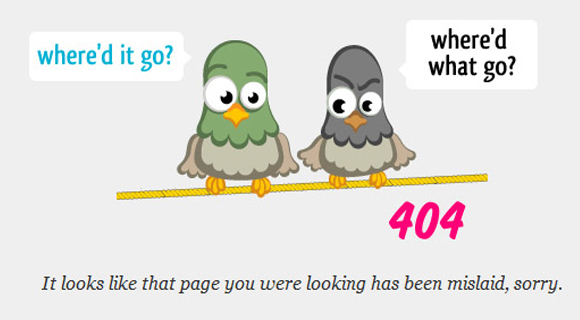 where'd it go?
where'd
what go?
404
It looks like that page you were looking has been mislaid, sorry.